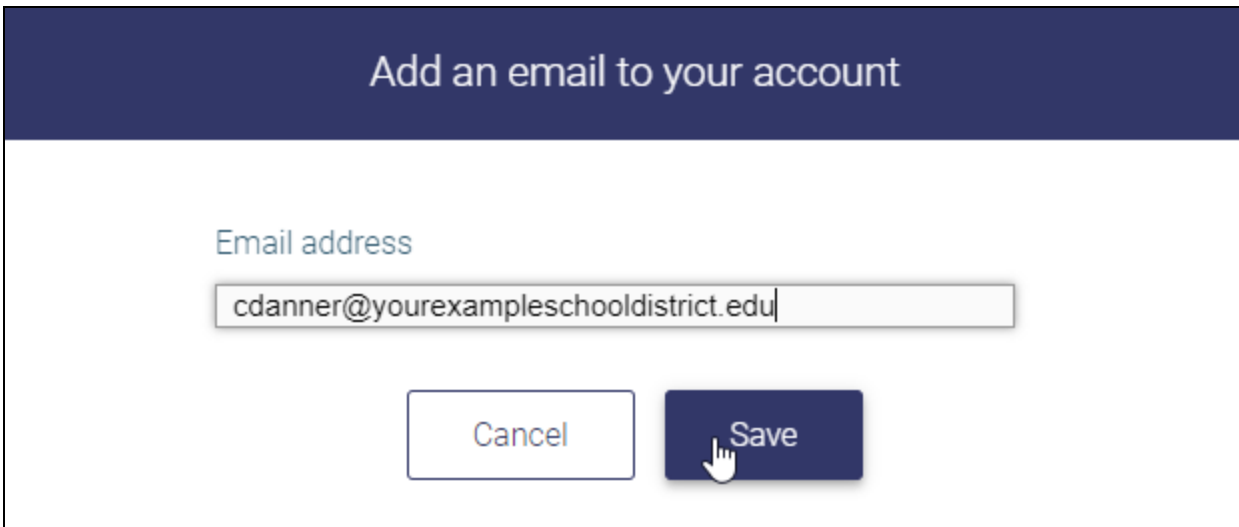 Add an email to your account
Email address
cdanner@yourexampleschooldistrict.edu
Cancel
Save